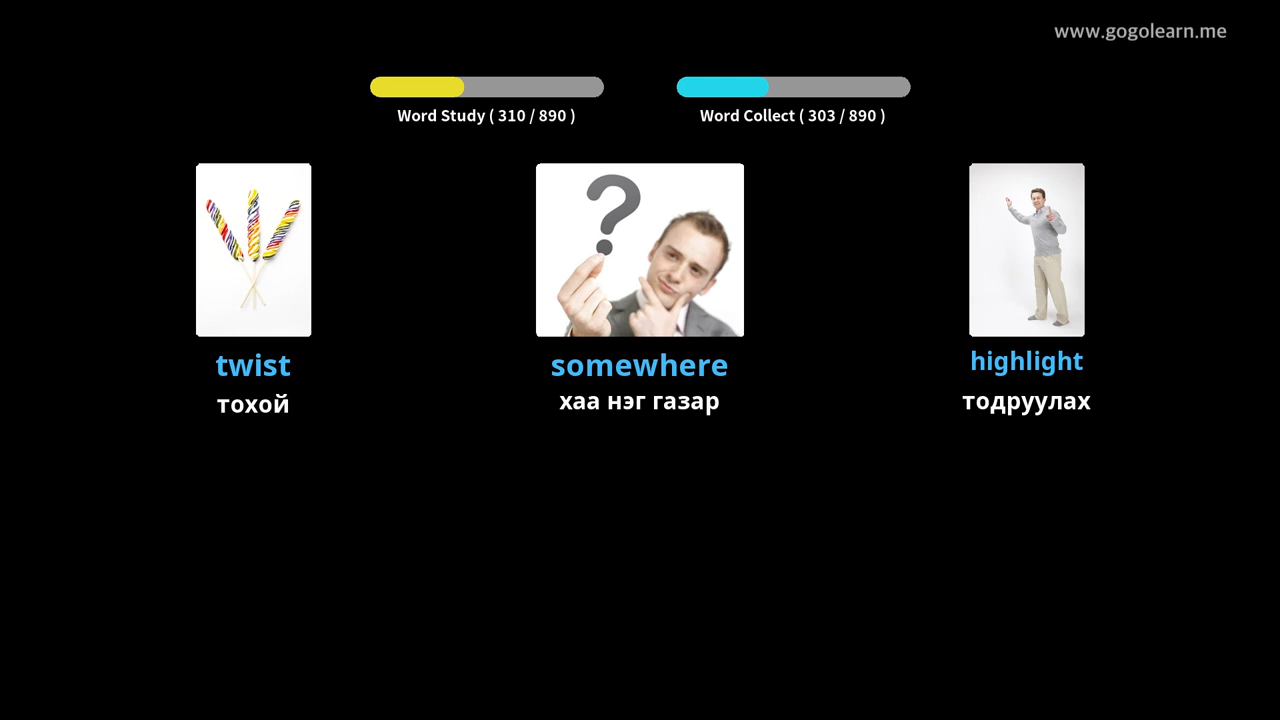 www.gogolearn.me
Word Study ( 310 / 890 )
Word Collect ( 303 / 890 )
twist
тохой
somewhere
хаа нэг газар
highlight
тодруулах